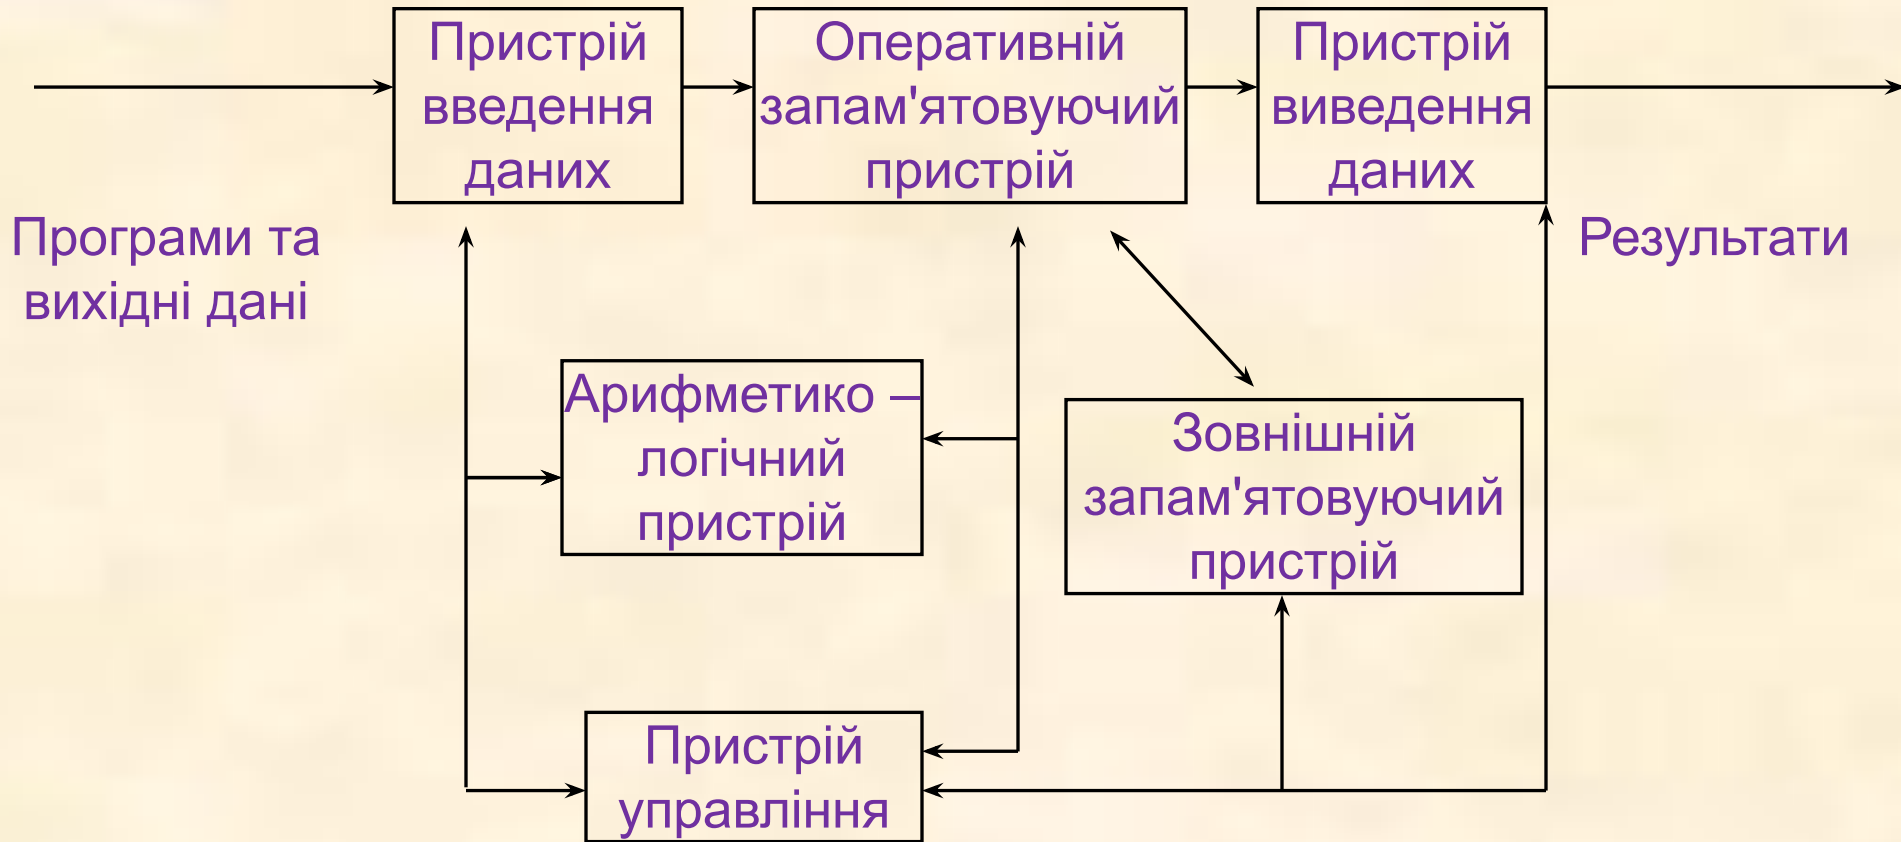 Пристрій
введення
даних
Оперативній
запам'ятовуючий
пристрій
Пристрій
виведення
даних
Програми та
вихідні дані
Результати
Арифметико –
логічний
пристрій
Зовнішній
запам'ятовуючий
пристрій
Пристрій
управління